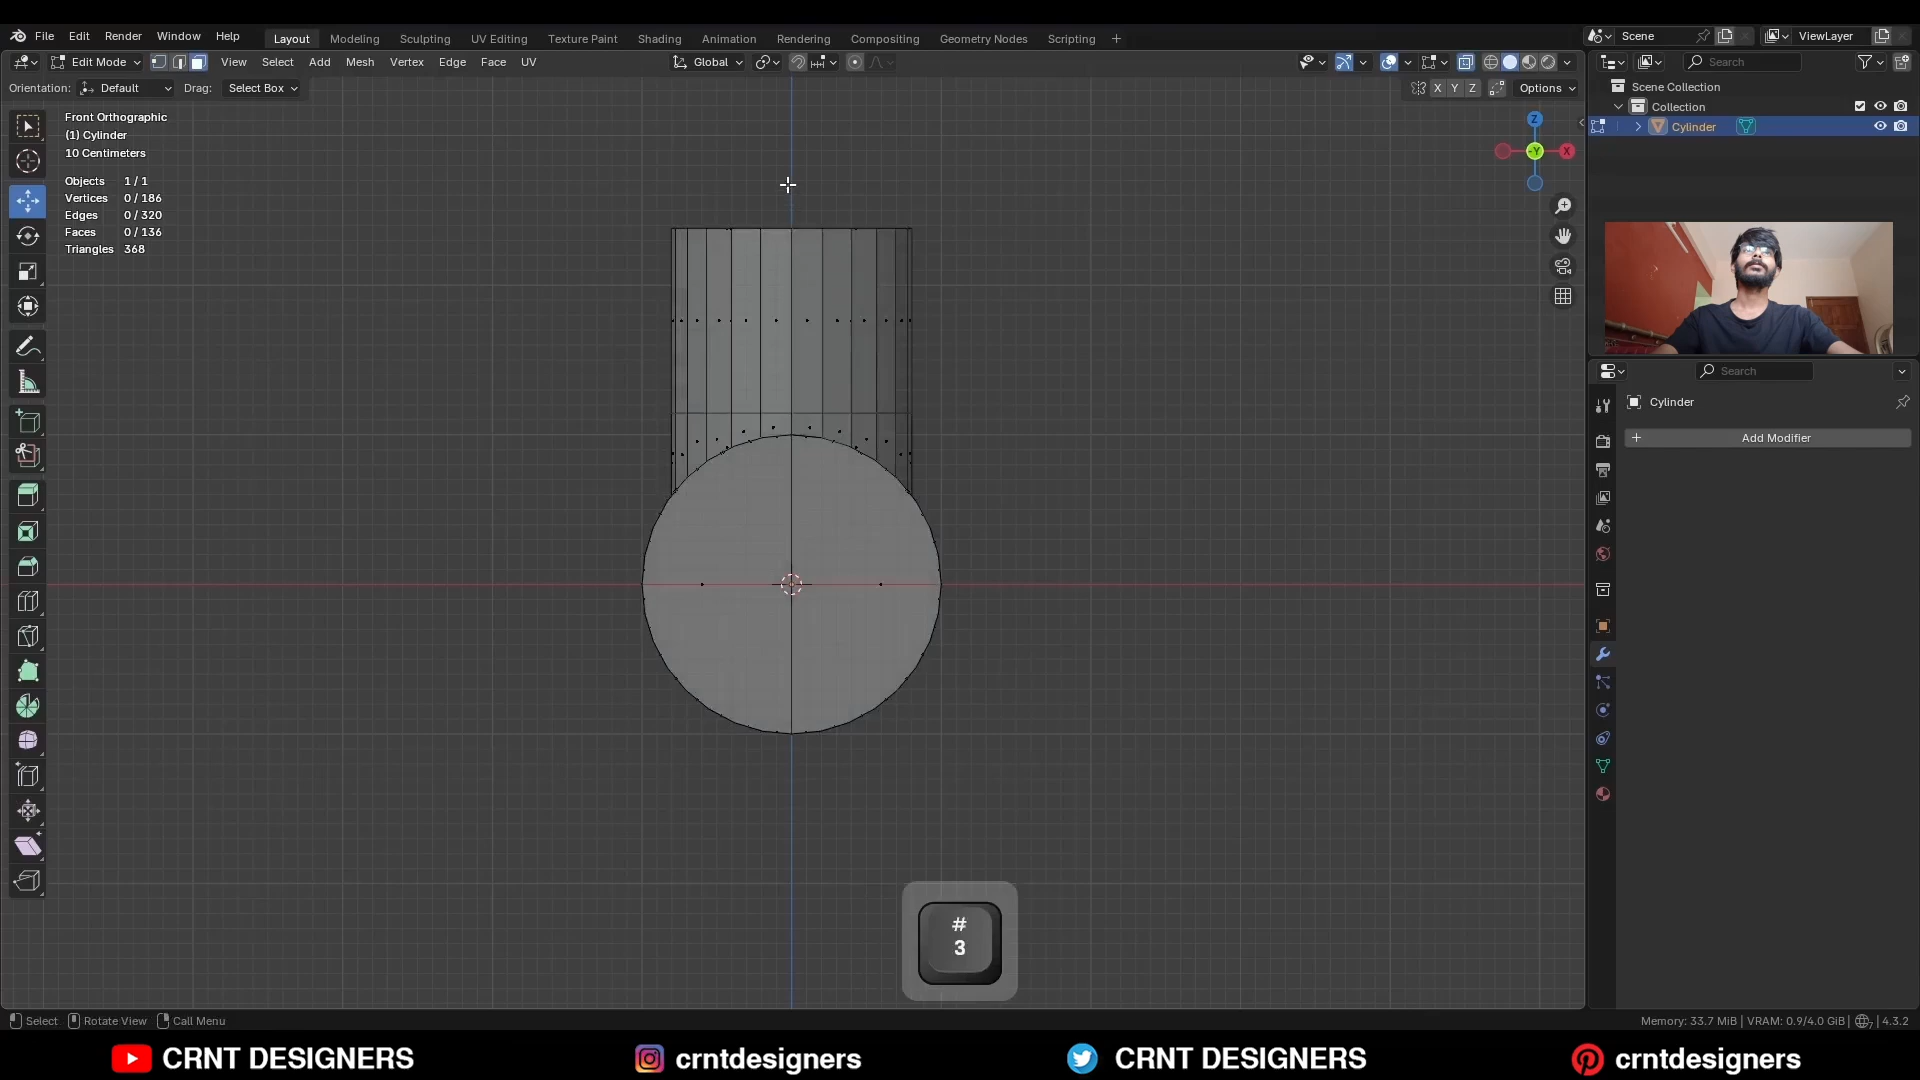 File Edit Render Window Help Layout Modeling Sculpting UV Editing Texture Paint Shading Animation Rendering Compositing Geometry Nodes Scripting + Scene ViewLayer
Edit Mode View Select Add Mesh Vertex Edge Face UV Global Search
Orientation: Default Drag: Select Box X Y Z Options
Scene Collection
Collection
Cylinder
Front Orthographic
(1) Cylinder
10 Centimeters
Objects 1 / 1
Vertices 0 / 186
Edges 0 / 320
Faces 0 / 136
Triangles 368
Z
-Y
X
Search
Cylinder
+ Add Modifier
#
3
Select Rotate View Call Menu Memory: 33.7 MiB | VRAM: 0.9/4.0 GiB | 7 | 4.3.2
CRNT DESIGNERS crntdesigners CRNT DESIGNERS crntdesigners